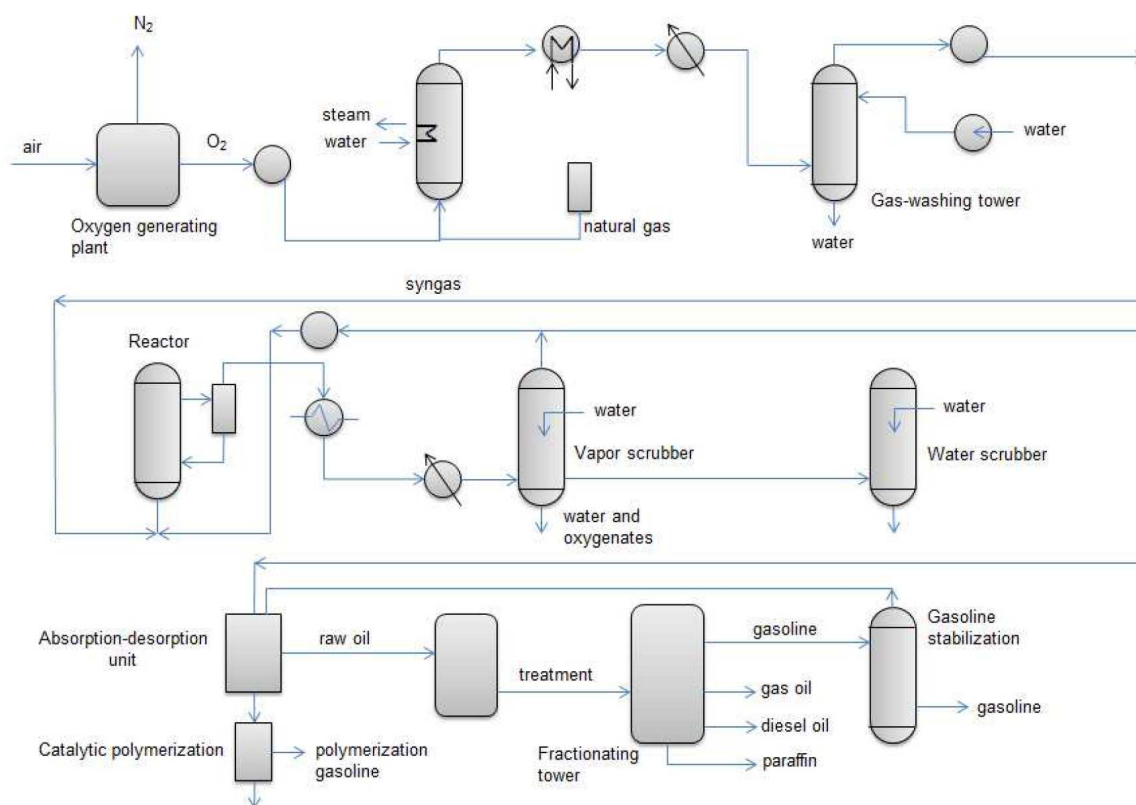 N2
air
O2
Oxygen generating
plant
steam
water
natural gas
water
Gas-washing tower
water
syngas
Reactor
water
Vapor scrubber
water and
oxygenates
water
Water scrubber
Absorption-desorption
unit
raw oil
treatment
gasoline
gas oil
diesel oil
paraffin
Fractionating
tower
Gasoline
stabilization
gasoline
Catalytic polymerization
polymerization
gasoline